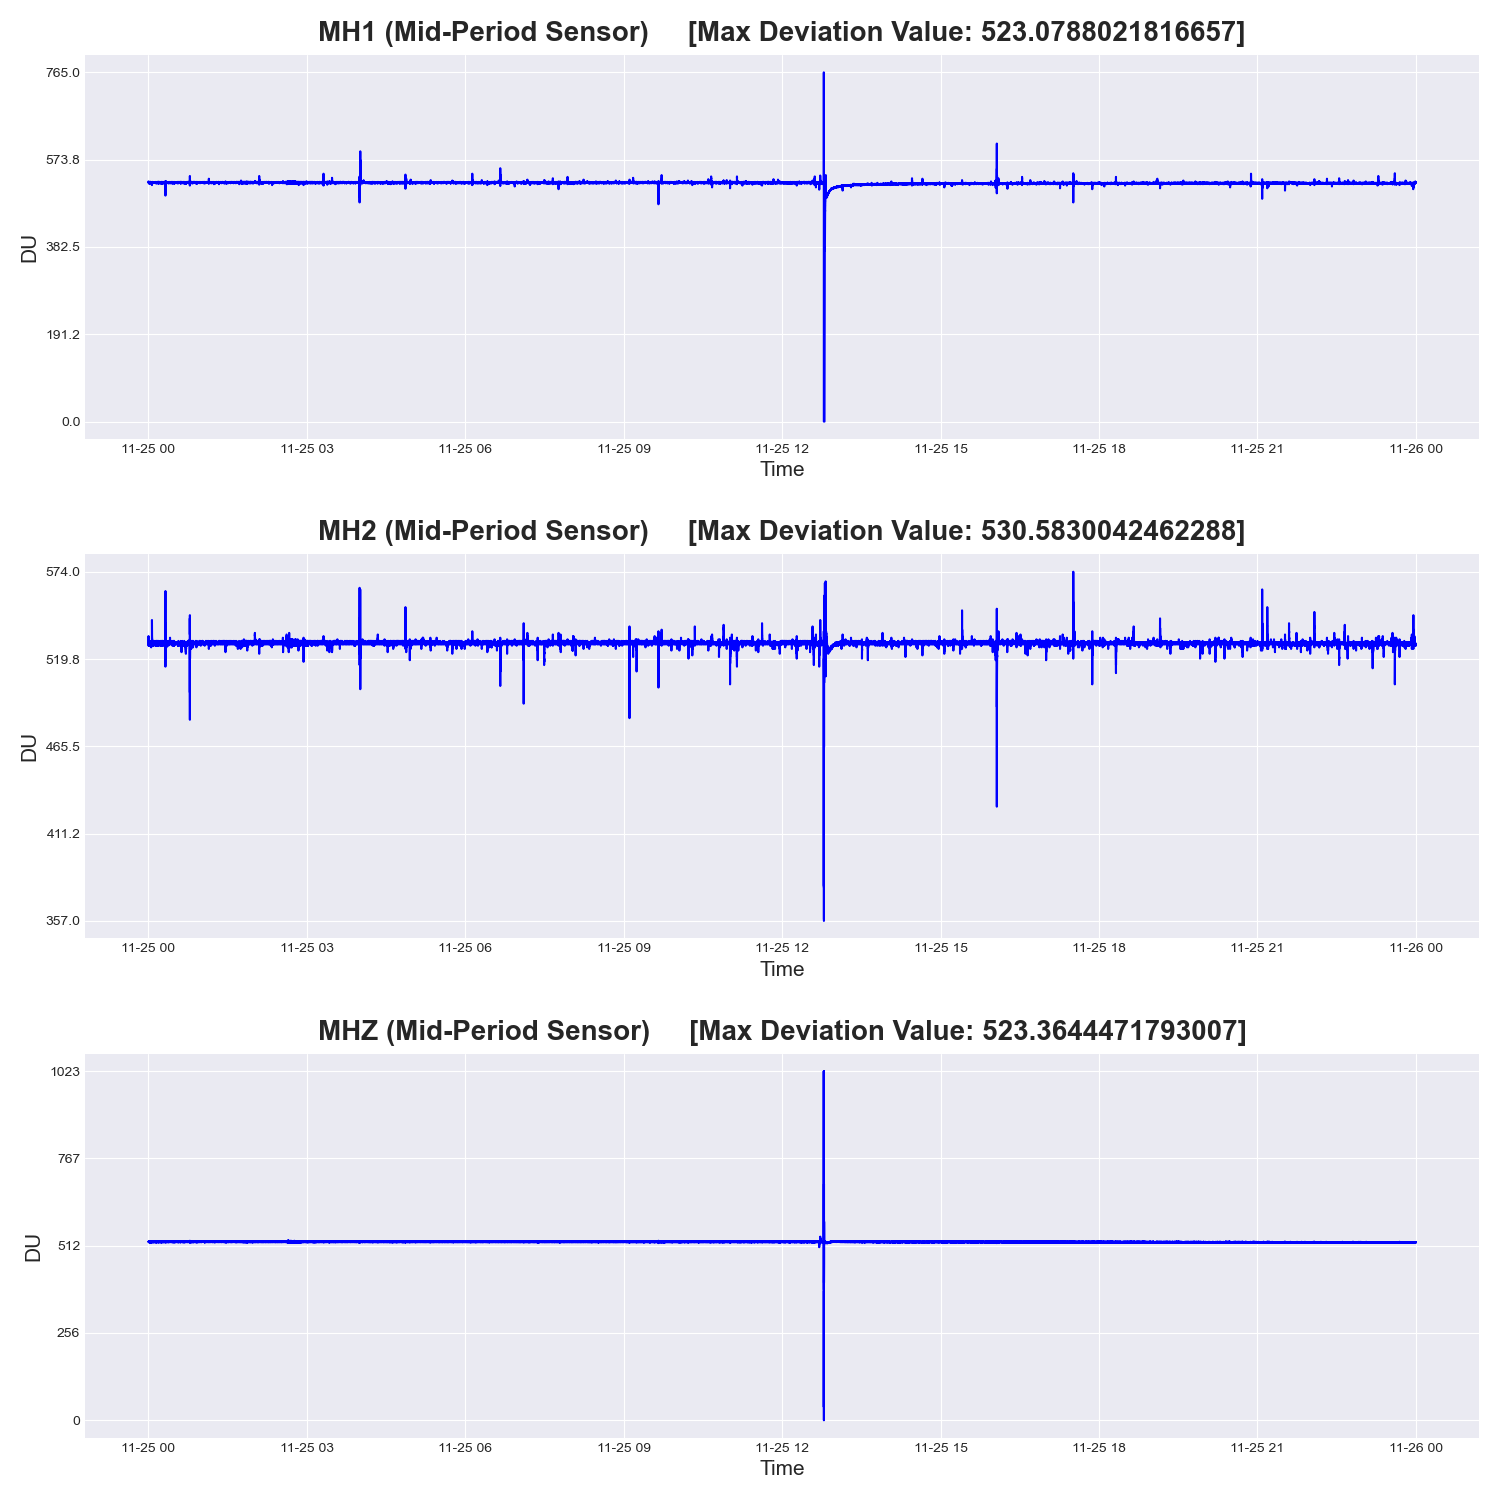 MH1 (Mid-Period Sensor) [Max Deviation Value: 523.0788021816657]
765.0
573.8
382.5
191.2
0.0
DU
11-25 00 11-25 03 11-25 06 11-25 09 11-25 12 11-25 15 11-25 18 11-25 21 11-26 00
Time
MH2 (Mid-Period Sensor) [Max Deviation Value: 530.5830042462288]
574.0
519.8
465.5
411.2
357.0
DU
11-25 00 11-25 03 11-25 06 11-25 09 11-25 12 11-25 15 11-25 18 11-25 21 11-26 00
Time
MHZ (Mid-Period Sensor) [Max Deviation Value: 523.3644471793007]
1023
767
512
256
0
DU
11-25 00 11-25 03 11-25 06 11-25 09 11-25 12 11-25 15 11-25 18 11-25 21 11-26 00
Time